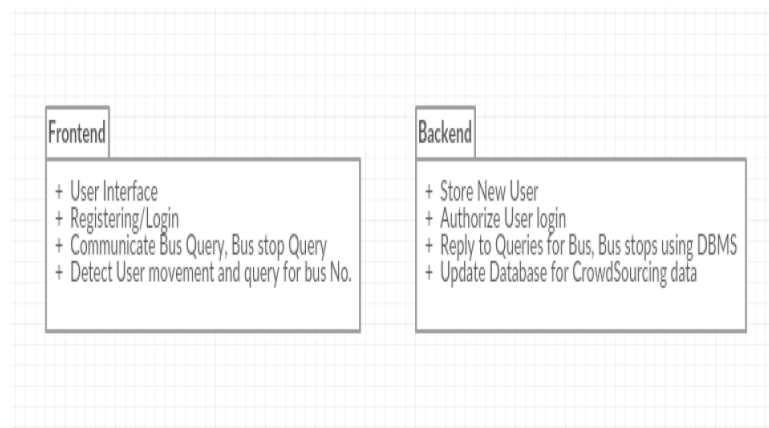 Frontend
+ User Interface
+ Registering/Login
+ Communicate Bus Query, Bus stop Query
+ Detect User movement and query for bus No.
Backend
+ Store New User
+ Authorize User login
+ Reply to Queries for Bus, Bus stops using DBMS
+ Update Database for CrowdSourcing data